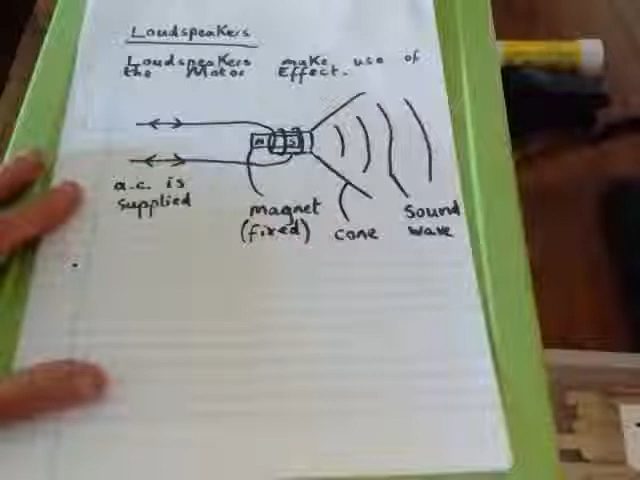 Loudspeakers
Loudspeakers make use of
the Motor Effect.
N S
a.c. is
supplied
magnet
(fixed)
cone
sound
wave